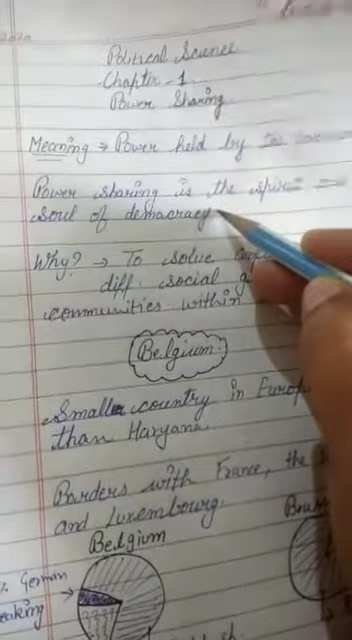 Political Science
Chapter - 1
Power Sharing
Meaning → Power held by
Power sharing is the spirit
soul of demacracy
Why? → To solve
diff. social
communities within
Belgium
Smaller country in Europe
than Haryana.
Borders with France, the
and Luxembourg.
Belgium
% German
eaking →